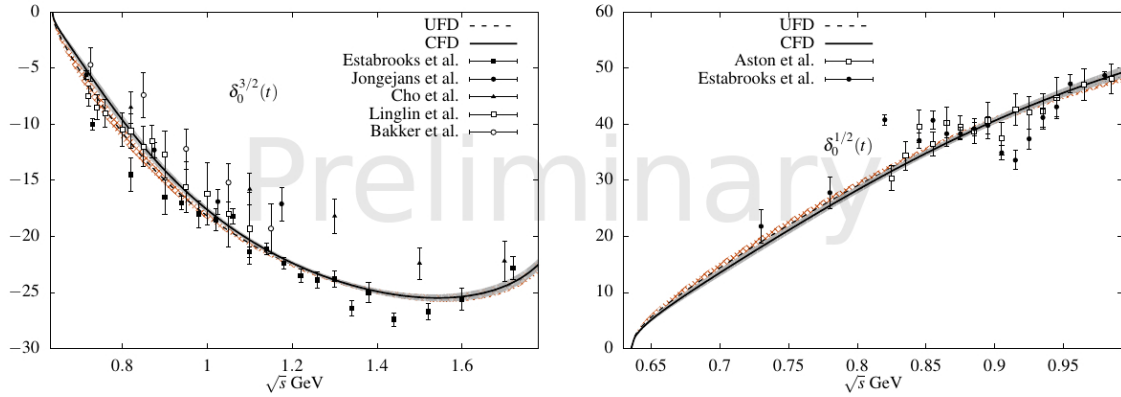 0
−5
−10
−15
−20
−25
−30
0.8 1 1.2 1.4 1.6
√s GeV
UFD
CFD
Estabrooks et al.
Jongejans et al.
Cho et al.
Linglin et al.
Bakker et al.
δ₀^{3/2}(t)
60
50
40
30
20
10
0
0.65 0.7 0.75 0.8 0.85 0.9 0.95
√s GeV
UFD
CFD
Aston et al.
Estabrooks et al.
δ₀^{1/2}(t)
Preliminary